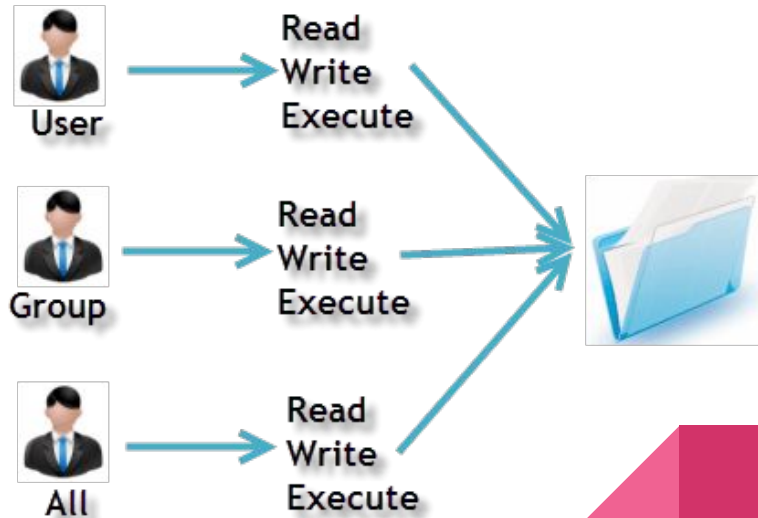 User
Read
Write
Execute
Group
Read
Write
Execute
All
Read
Write
Execute